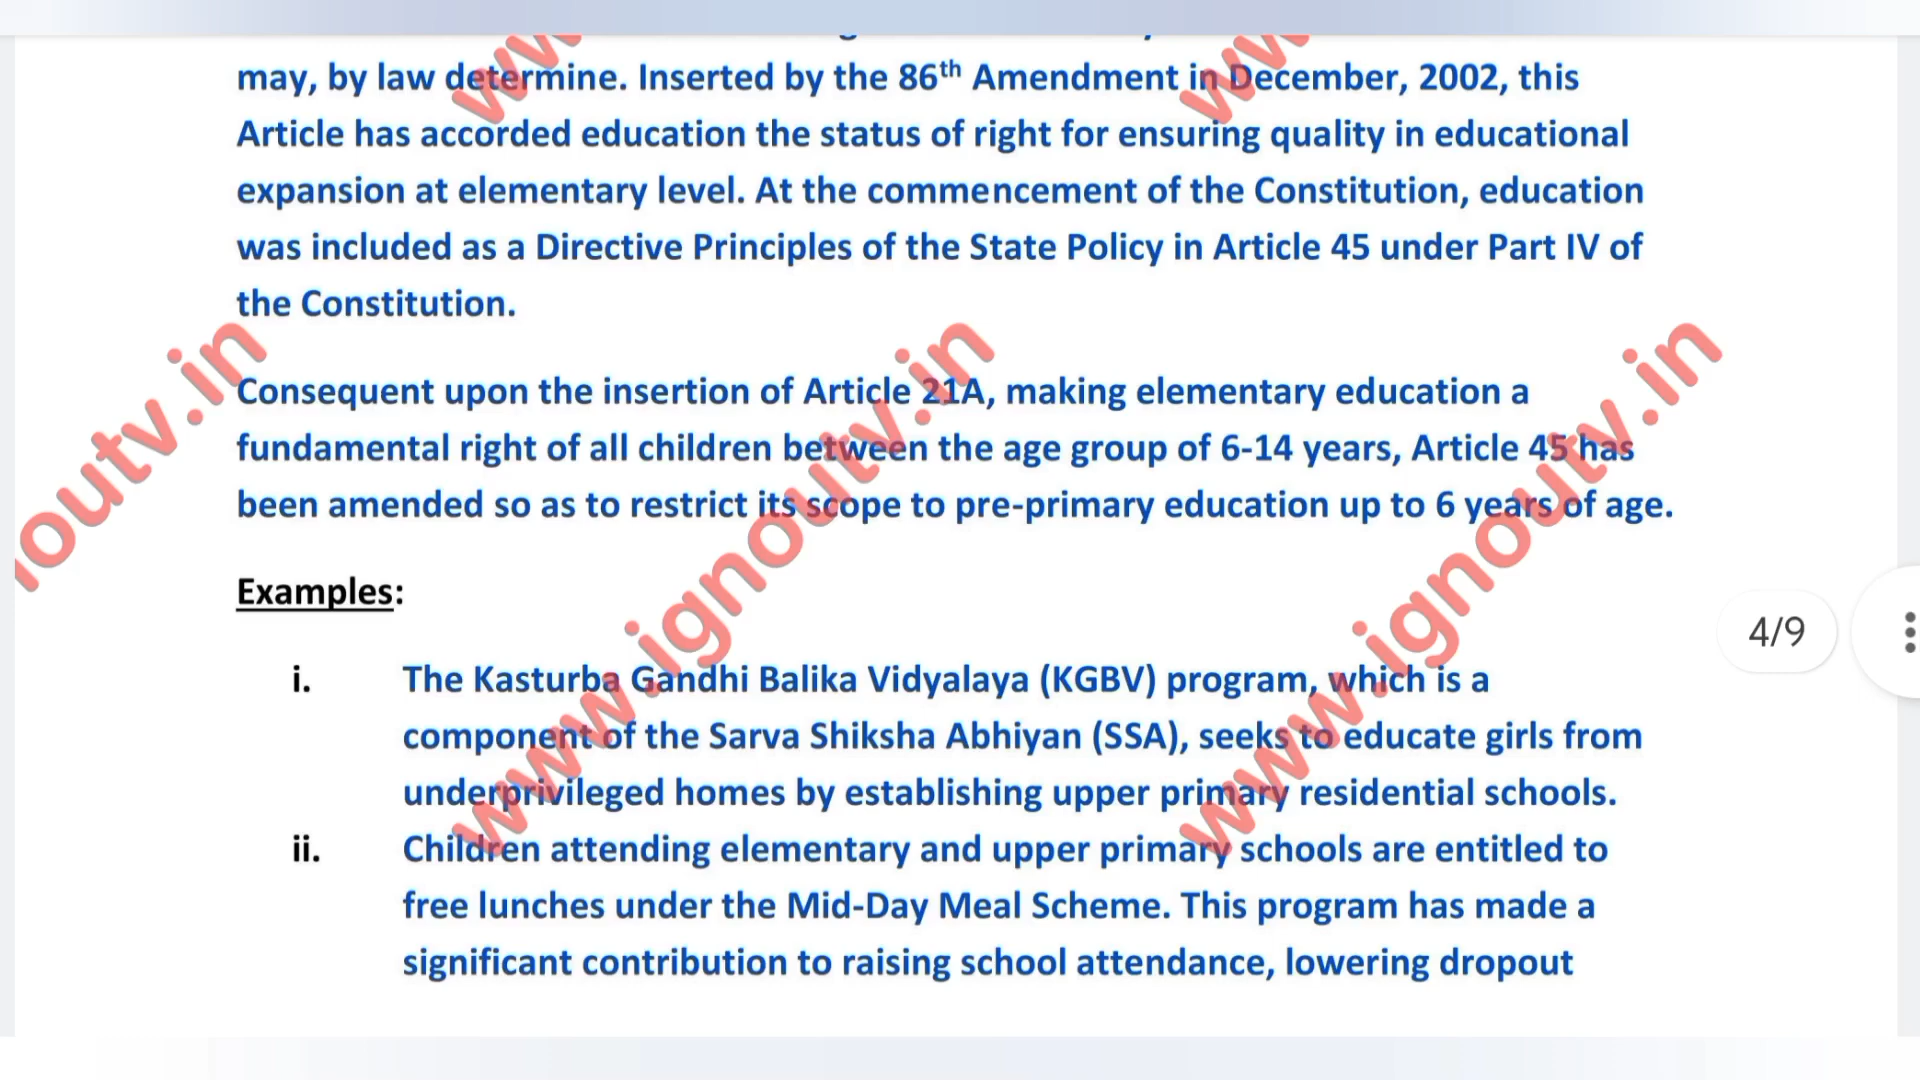 may, by law determine. Inserted by the 86th Amendment in December, 2002, this
Article has accorded education the status of right for ensuring quality in educational
expansion at elementary level. At the commencement of the Constitution, education
was included as a Directive Principles of the State Policy in Article 45 under Part IV of
the Constitution.
Consequent upon the insertion of Article 21A, making elementary education a
fundamental right of all children between the age group of 6-14 years, Article 45 has
been amended so as to restrict its scope to pre-primary education up to 6 years of age.
Examples:
i. The Kasturba Gandhi Balika Vidyalaya (KGBV) program, which is a
component of the Sarva Shiksha Abhiyan (SSA), seeks to educate girls from
underprivileged homes by establishing upper primary residential schools.
ii. Children attending elementary and upper primary schools are entitled to
free lunches under the Mid-Day Meal Scheme. This program has made a
significant contribution to raising school attendance, lowering dropout
4/9
noutv.in
www.ignoutv.in
www.ignoutv.in